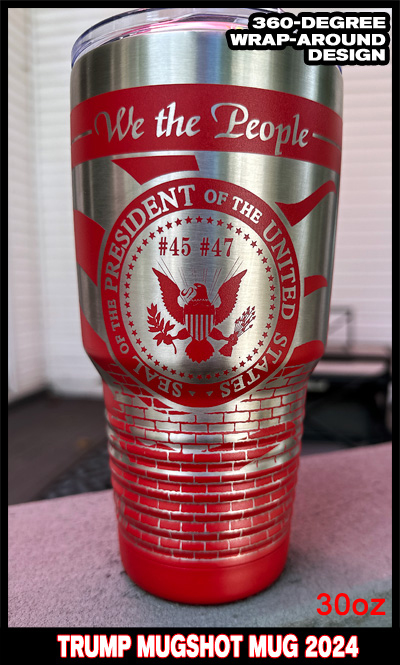 360-DEGREE
WRAP-AROUND
DESIGN
We the People
SEAL OF THE PRESIDENT OF THE UNITED STATES
#45 #47
30oz
TRUMP MUGSHOT MUG 2024